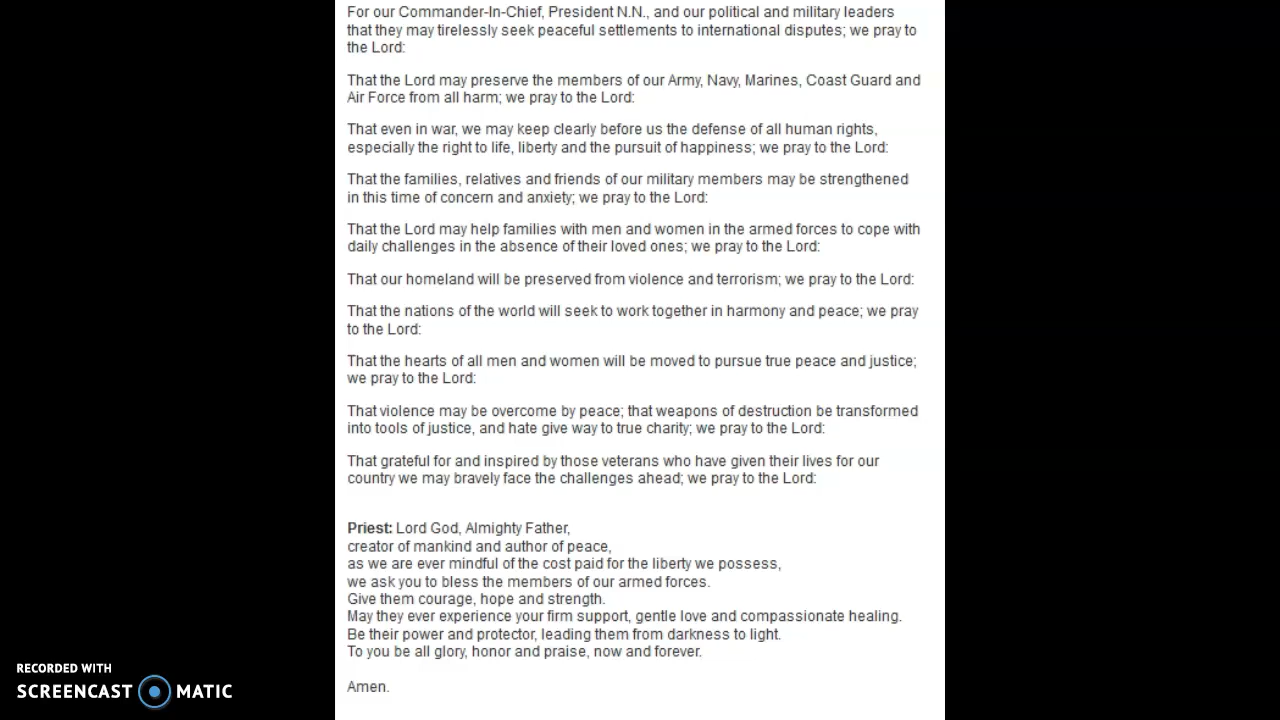 For our Commander-In-Chief, President N.N., and our political and military leaders
that they may tirelessly seek peaceful settlements to international disputes; we pray to
the Lord:
That the Lord may preserve the members of our Army, Navy, Marines, Coast Guard and
Air Force from all harm; we pray to the Lord:
That even in war, we may keep clearly before us the defense of all human rights,
especially the right to life, liberty and the pursuit of happiness; we pray to the Lord:
That the families, relatives and friends of our military members may be strengthened
in this time of concern and anxiety; we pray to the Lord:
That the Lord may help families with men and women in the armed forces to cope with
daily challenges in the absence of their loved ones; we pray to the Lord:
That our homeland will be preserved from violence and terrorism; we pray to the Lord:
That the nations of the world will seek to work together in harmony and peace; we pray
to the Lord:
That the hearts of all men and women will be moved to pursue true peace and justice;
we pray to the Lord:
That violence may be overcome by peace; that weapons of destruction be transformed
into tools of justice, and hate give way to true charity; we pray to the Lord:
That grateful for and inspired by those veterans who have given their lives for our
country we may bravely face the challenges ahead; we pray to the Lord:
Priest: Lord God, Almighty Father,
creator of mankind and author of peace,
as we are ever mindful of the cost paid for the liberty we possess,
we ask you to bless the members of our armed forces.
Give them courage, hope and strength.
May they ever experience your firm support, gentle love and compassionate healing.
Be their power and protector, leading them from darkness to light.
To you be all glory, honor and praise, now and forever.
Amen.
RECORDED WITH
SCREENCAST MATIC